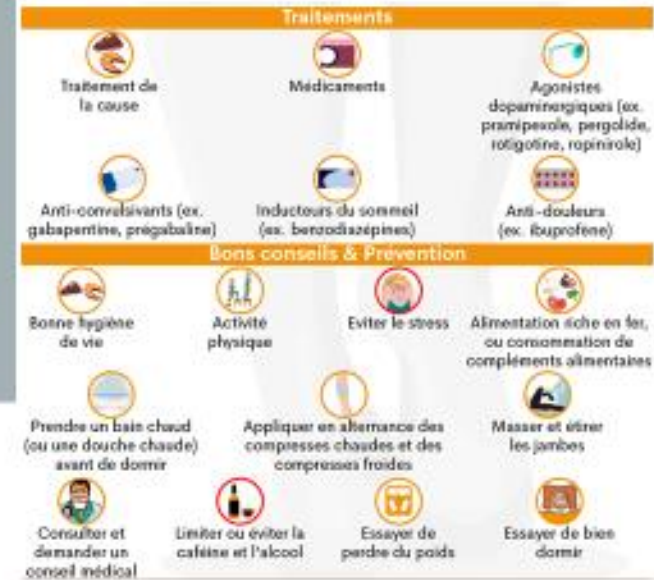 Traitements
Traitement de
la cause
Médicaments
Agonistes
dopaminergiques (ex.
pramipexole, pergolide,
rotigotine, ropinirole)
Anti-convulsivants (ex.
gabapentine, prégabaline)
Inducteurs du sommeil
(ex. benzodiazépines)
Anti-douleurs
(ex. ibuprofene)
Bons conseils & Prévention
Bonne hygiène
de vie
Activité
physique
Eviter le stress
Alimentation riche en fer,
ou consommation de
compléments alimentaires
Prendre un bain chaud
(ou une douche chaude)
avant de dormir
Appliquer en alternance des
compresses chaudes et des
compresses froides
Masser et étirer
les jambes
Consulter et
demander un
conseil médical
Limiter ou éviter la
caféine et l'alcool
Essayer de
perdre du poids
Essayer de bien
dormir